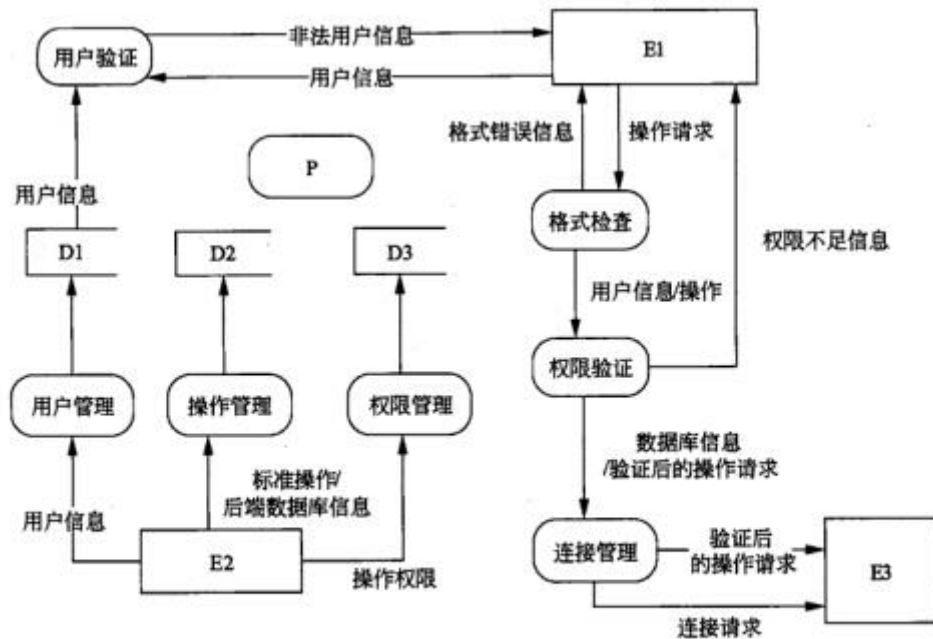 非法用户信息
用户验证
E1
用户信息
格式错误信息
操作请求
P
用户信息
格式检查
D1
D2
D3
权限不足信息
用户信息/操作
权限验证
用户管理
操作管理
权限管理
数据库信息
/验证后的操作请求
标准操作/
后端数据库信息
用户信息
E2
操作权限
连接管理
验证后
的操作请求
E3
连接请求